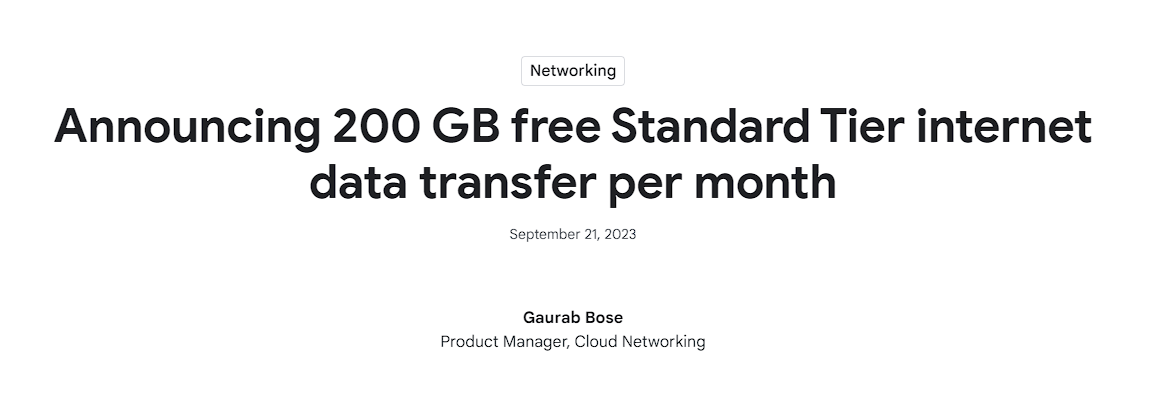 Networking
Announcing 200 GB free Standard Tier internet
data transfer per month
September 21, 2023
Gaurab Bose
Product Manager, Cloud Networking